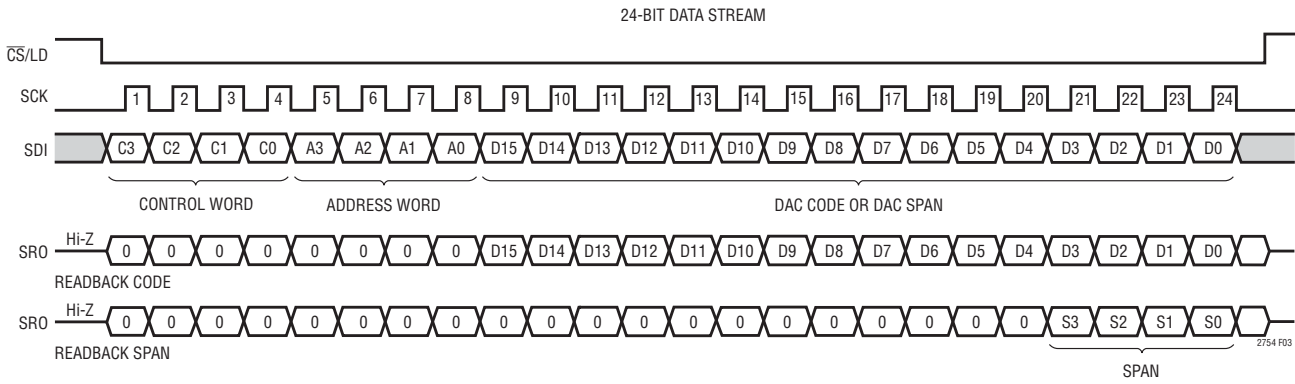 24-BIT DATA STREAM
CS/LD
SCK 1 2 3 4 5 6 7 8 9 10 11 12 13 14 15 16 17 18 19 20 21 22 23 24
SDI C3 C2 C1 C0 A3 A2 A1 A0 D15 D14 D13 D12 D11 D10 D9 D8 D7 D6 D5 D4 D3 D2 D1 D0
CONTROL WORD ADDRESS WORD DAC CODE OR DAC SPAN
SRO Hi-Z 0 0 0 0 0 0 0 0 D15 D14 D13 D12 D11 D10 D9 D8 D7 D6 D5 D4 D3 D2 D1 D0
READBACK CODE
SRO Hi-Z 0 0 0 0 0 0 0 0 0 0 0 0 0 0 0 0 0 0 0 0 S3 S2 S1 S0
READBACK SPAN 2754 F03
SPAN